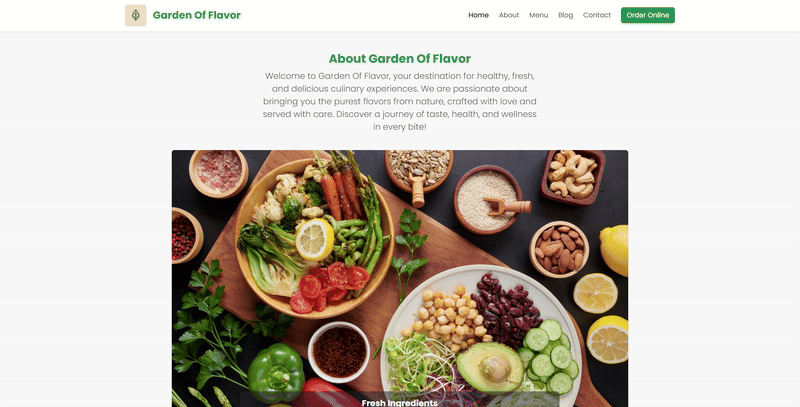 Garden Of Flavor
Home About Menu Blog Contact Order Online
About Garden Of Flavor
Welcome to Garden Of Flavor, your destination for healthy, fresh,
and delicious culinary experiences. We are passionate about
bringing you the purest flavors from nature, crafted with love and
served with care. Discover a journey of taste, health, and wellness
in every bite!
Fresh Ingredients